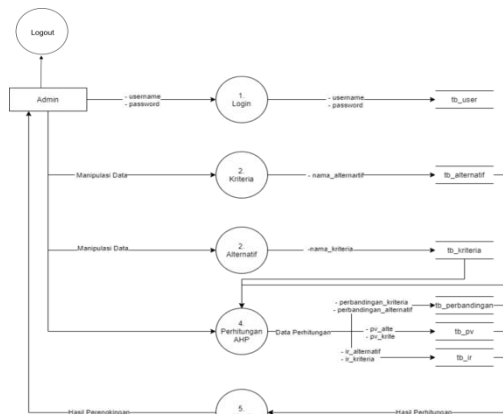 Logout
Admin
- username
- password
1.
Login
- username
- password
tb_user
Manipulasi Data
2.
Kriteria
- nama_alternartif
tb_alternatif
Manipulasi Data
2.
Alternatif
-nama_kriteria
tb_kriteria
4.
Perhitungan
AHP
Data Perhitungan
- perbandingan_kriteria
- perbandingan_alternatif
tb_perbandingan
- pv_alte
- pv_krite
tb_pv
- ir_alternatif
- ir_kriteria
tb_ir
Hasil Perengkingan
5.
Hasil Perhitungan